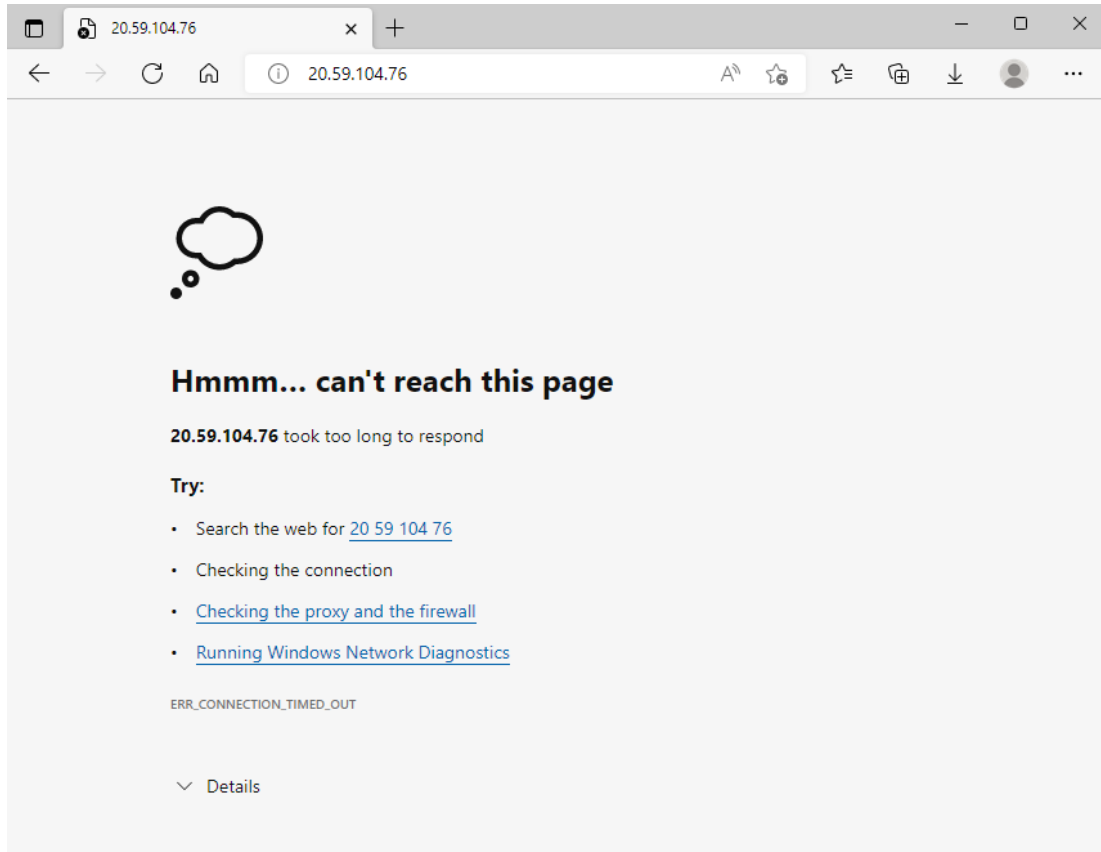 20.59.104.76
20.59.104.76
Hmmm... can't reach this page
20.59.104.76 took too long to respond
Try:
• Search the web for 20 59 104 76
• Checking the connection
• Checking the proxy and the firewall
• Running Windows Network Diagnostics
ERR_CONNECTION_TIMED_OUT
Details